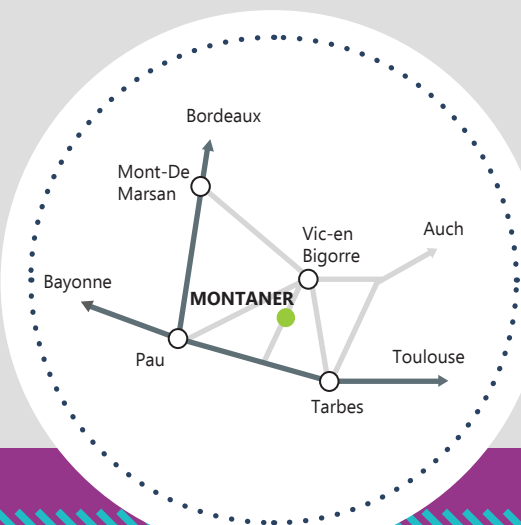 Bordeaux
Mont-De
Marsan
Vic-en
Bigorre
Auch
Bayonne
MONTANER
Pau
Toulouse
Tarbes